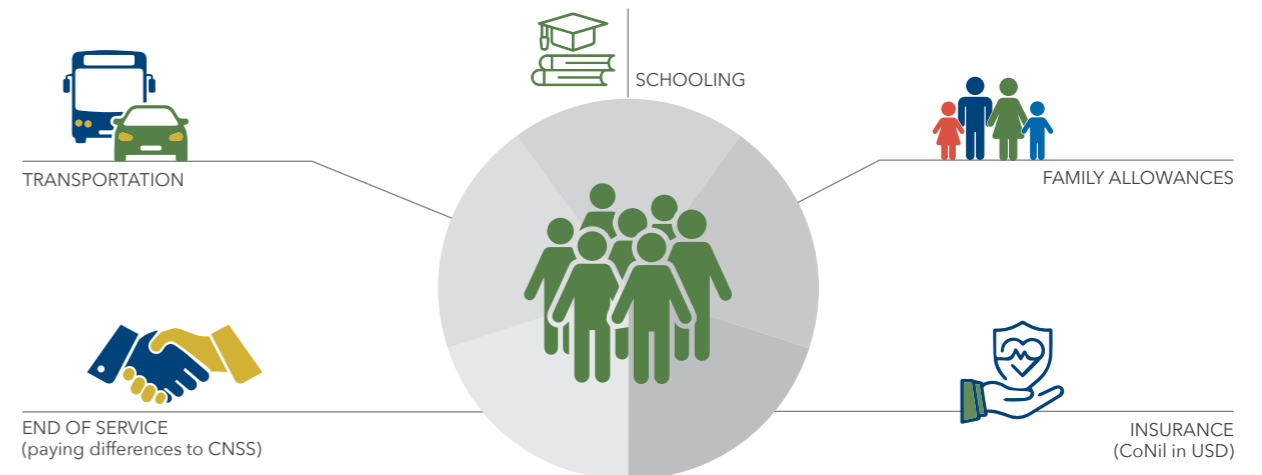 SCHOOLING
TRANSPORTATION
FAMILY ALLOWANCES
END OF SERVICE
(paying differences to CNSS)
INSURANCE
(CoNil in USD)